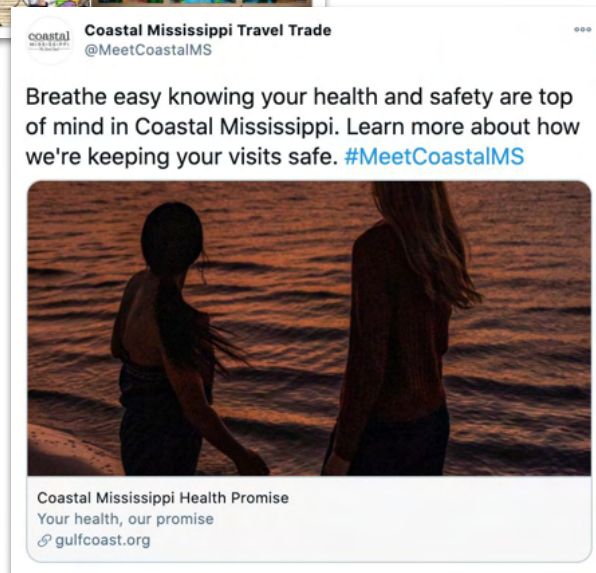 coastal
MISSISSIPPI
Coastal Mississippi Travel Trade
@MeetCoastalMS
Breathe easy knowing your health and safety are top
of mind in Coastal Mississippi. Learn more about how
we're keeping your visits safe. #MeetCoastalMS
Coastal Mississippi Health Promise
Your health, our promise
gulfcoast.org